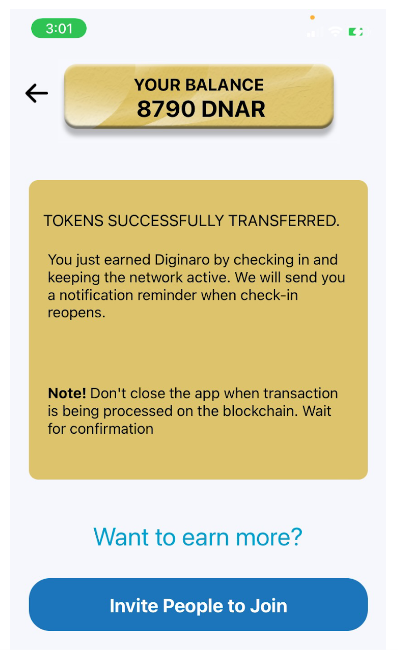 3:01
YOUR BALANCE
8790 DNAR
TOKENS SUCCESSFULLY TRANSFERRED.
You just earned Diginaro by checking in and
keeping the network active. We will send you
a notification reminder when check-in
reopens.
Note! Don't close the app when transaction
is being processed on the blockchain. Wait
for confirmation
Want to earn more?
Invite People to Join